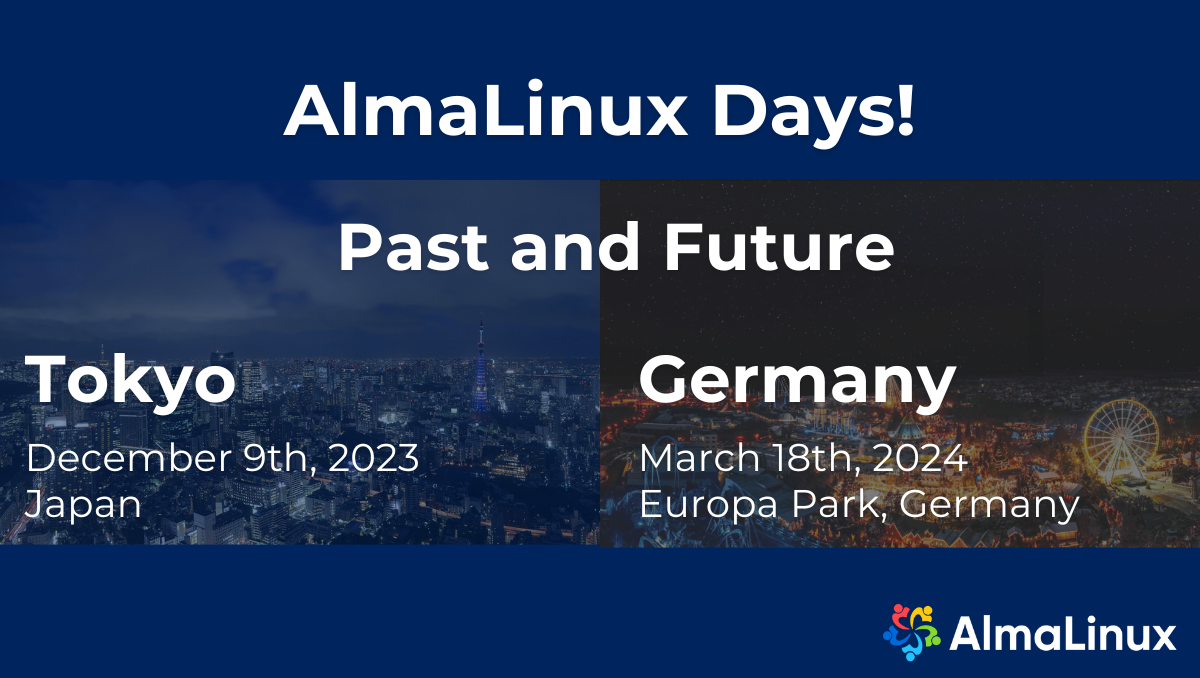 AlmaLinux Days!
Past and Future
Tokyo
December 9th, 2023
Japan
Germany
March 18th, 2024
Europa Park, Germany
AlmaLinux